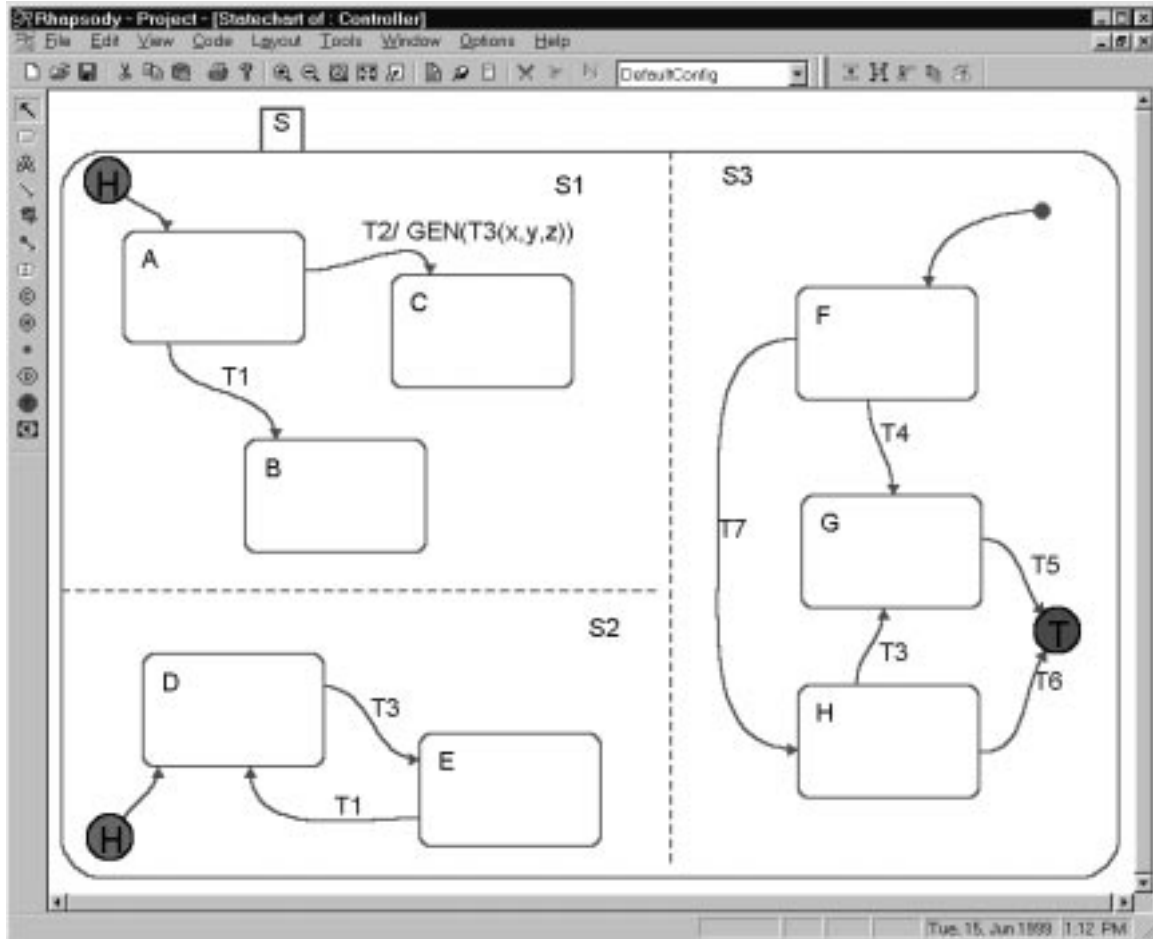 Rhapsody - Project - [Statechart of : Controller]
File Edit View Code Layout Tools Window Options Help
DefaultConfig
S
H
S1
S3
T2/ GEN(T3(x,y,z))
A
C
F
T1
T4
B
G
T7
T5
S2
T
D
T3
T3
T6
H
E
T1
H
Tue, 15, Jun 1999 1:12 PM